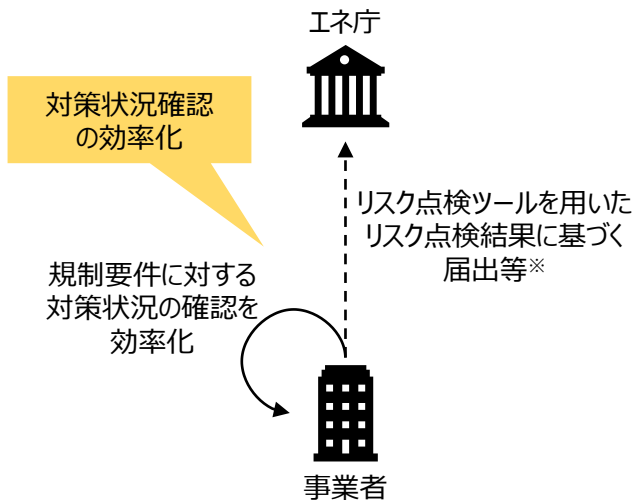 エネ庁
対策状況確認
の効率化
リスク点検ツールを用いた
リスク点検結果に基づく
届出等※
規制要件に対する
対策状況の確認を
効率化
事業者